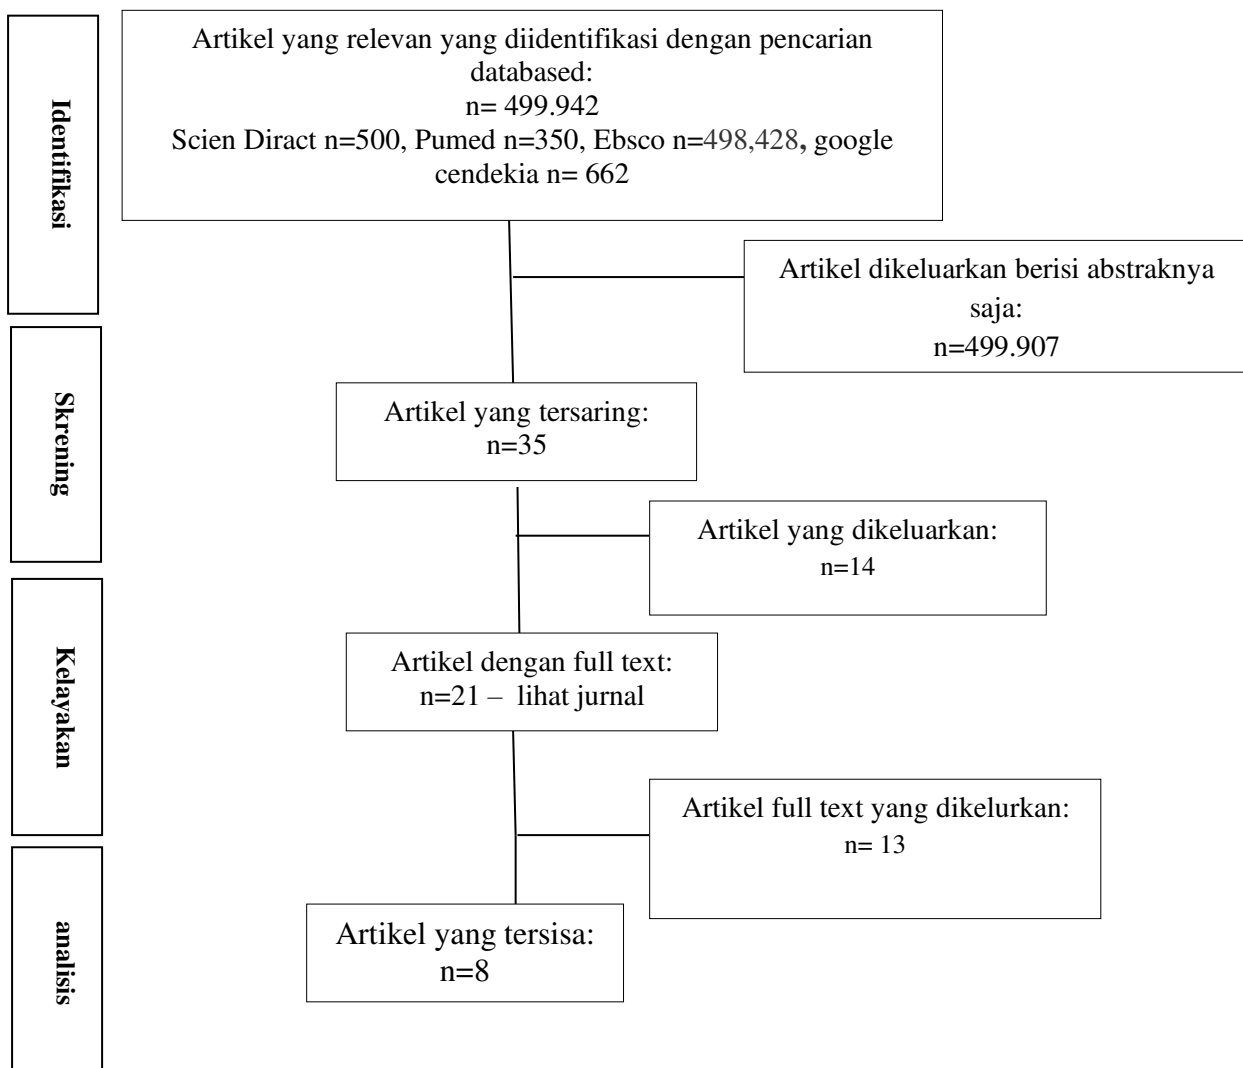 Identifikasi
Artikel yang relevan yang diidentifikasi dengan pencarian
databased:
n= 499.942
Scien Diract n=500, Pumed n=350, Ebsco n=498,428, google
cendekia n= 662
Artikel dikeluarkan berisi abstraknya
saja:
n=499.907
Skrening
Artikel yang tersaring:
n=35
Artikel yang dikeluarkan:
n=14
Kelayakan
Artikel dengan full text:
n=21 – lihat jurnal
Artikel full text yang dikelurkan:
n= 13
analisis
Artikel yang tersisa:
n=8